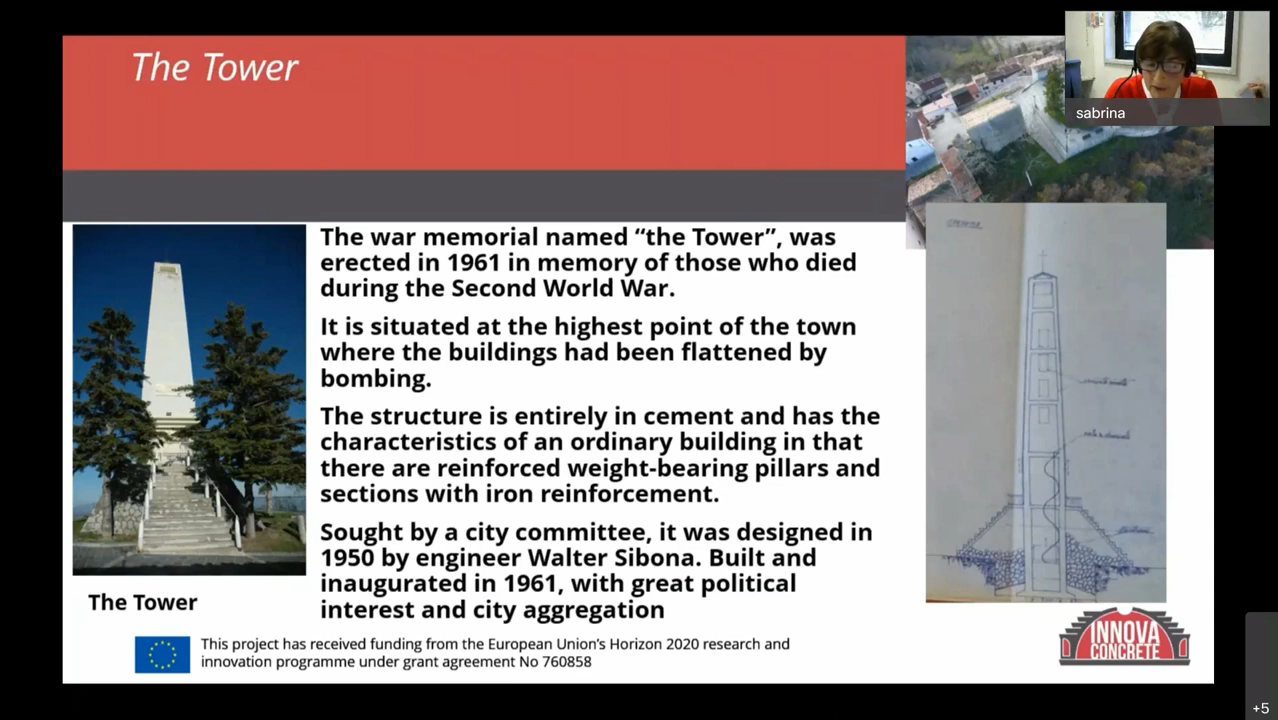 The Tower
sabrina
The war memorial named “the Tower”, was
erected in 1961 in memory of those who died
during the Second World War.
It is situated at the highest point of the town
where the buildings had been flattened by
bombing.
The structure is entirely in cement and has the
characteristics of an ordinary building in that
there are reinforced weight-bearing pillars and
sections with iron reinforcement.
Sought by a city committee, it was designed in
1950 by engineer Walter Sibona. Built and
inaugurated in 1961, with great political
interest and city aggregation
The Tower
This project has received funding from the European Union’s Horizon 2020 research and
innovation programme under grant agreement No 760858
INNOVA
CONCRETE
+5